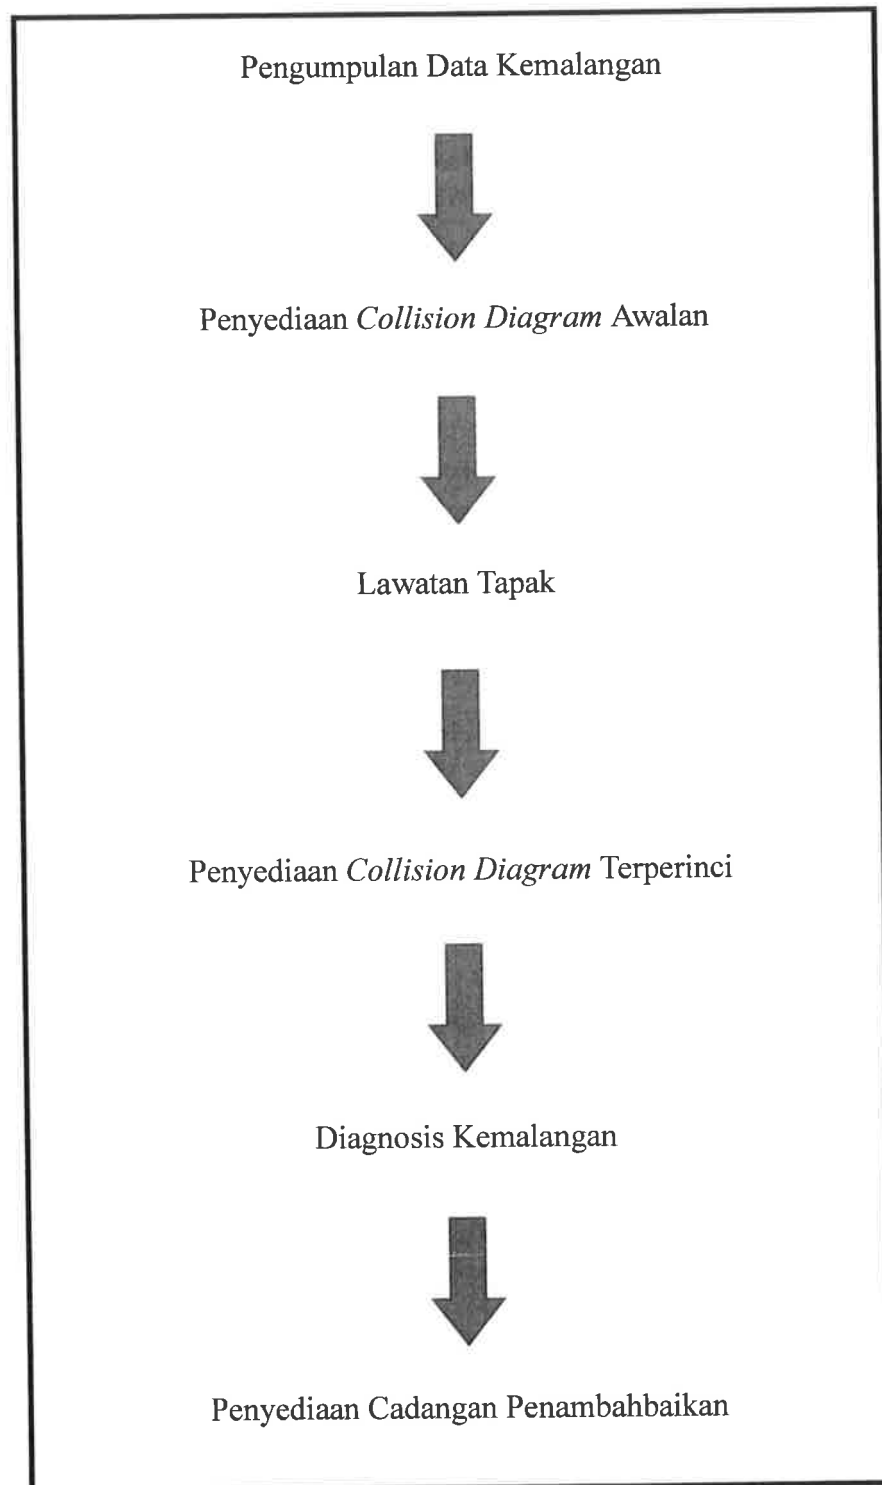 Pengumpulan Data Kemalangan
Penyediaan Collision Diagram Awalan
Lawatan Tapak
Penyediaan Collision Diagram Terperinci
Diagnosis Kemalangan
Penyediaan Cadangan Penambahbaikan